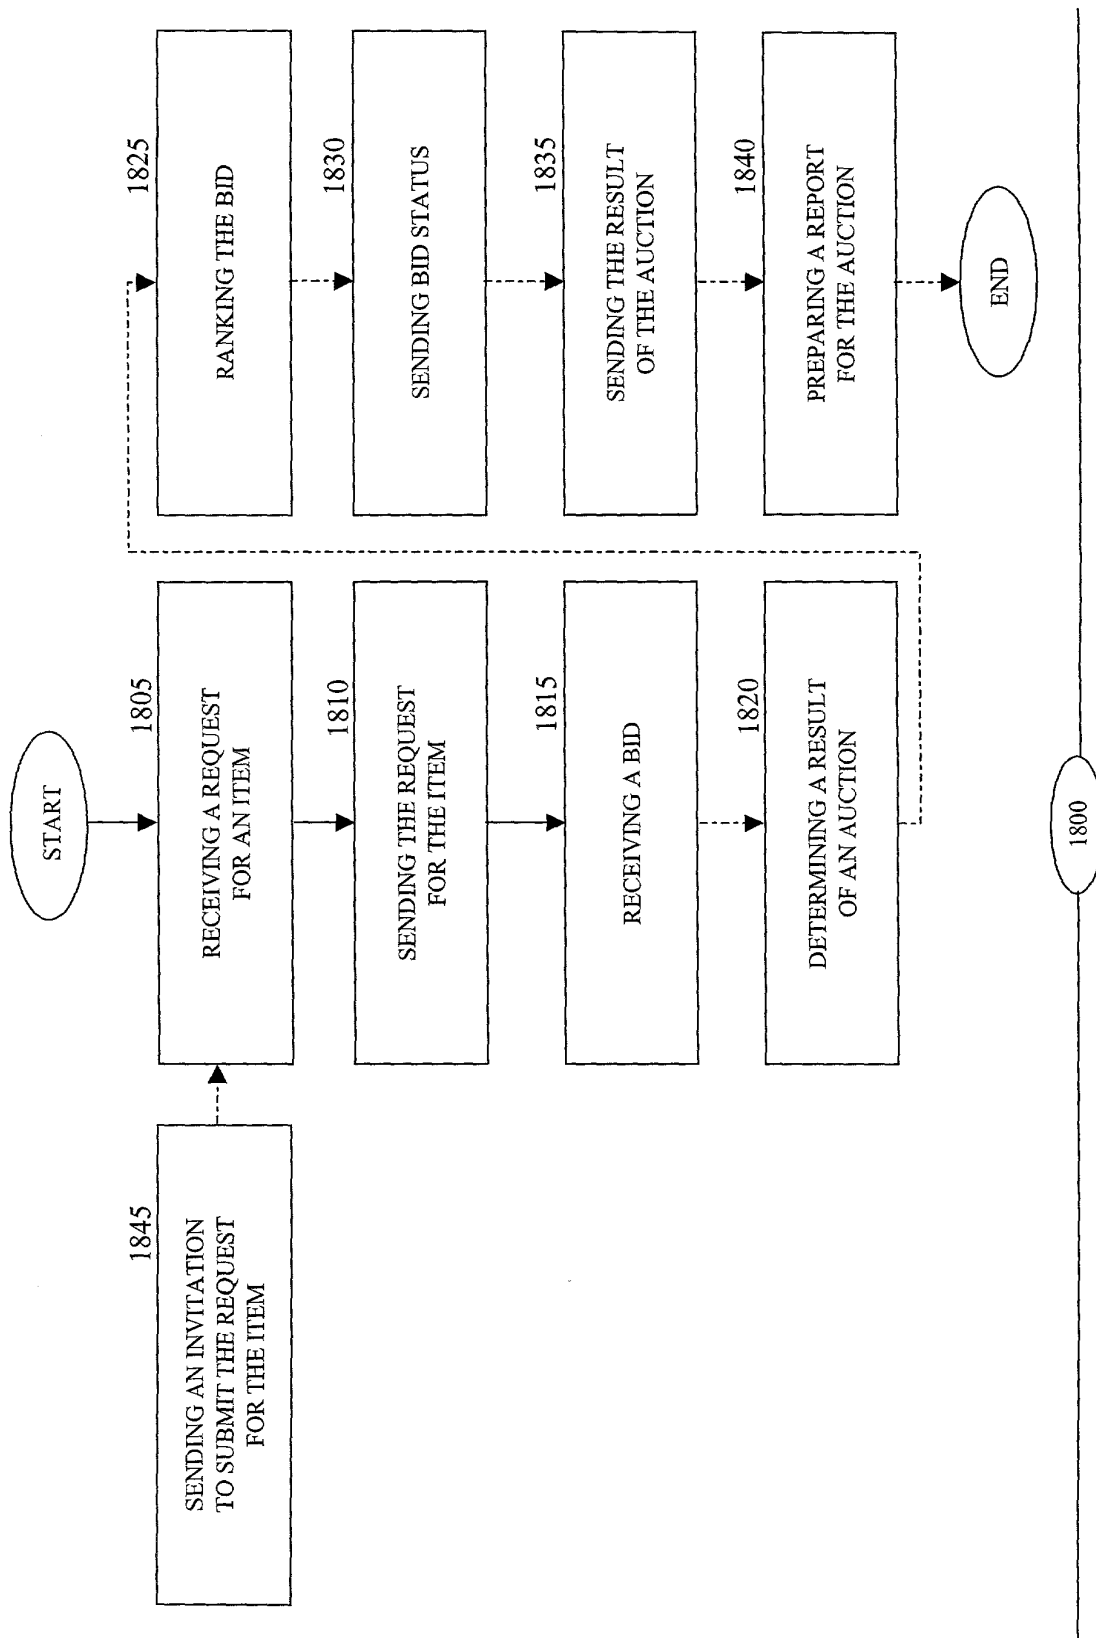 START
1845
SENDING AN INVITATION
TO SUBMIT THE REQUEST
FOR THE ITEM
1805
RECEIVING A REQUEST
FOR AN ITEM
1810
SENDING THE REQUEST
FOR THE ITEM
1815
RECEIVING A BID
1820
DETERMINING A RESULT
OF AN AUCTION
1825
RANKING THE BID
1830
SENDING BID STATUS
1835
SENDING THE RESULT
OF THE AUCTION
1840
PREPARING A REPORT
FOR THE AUCTION
END
1800